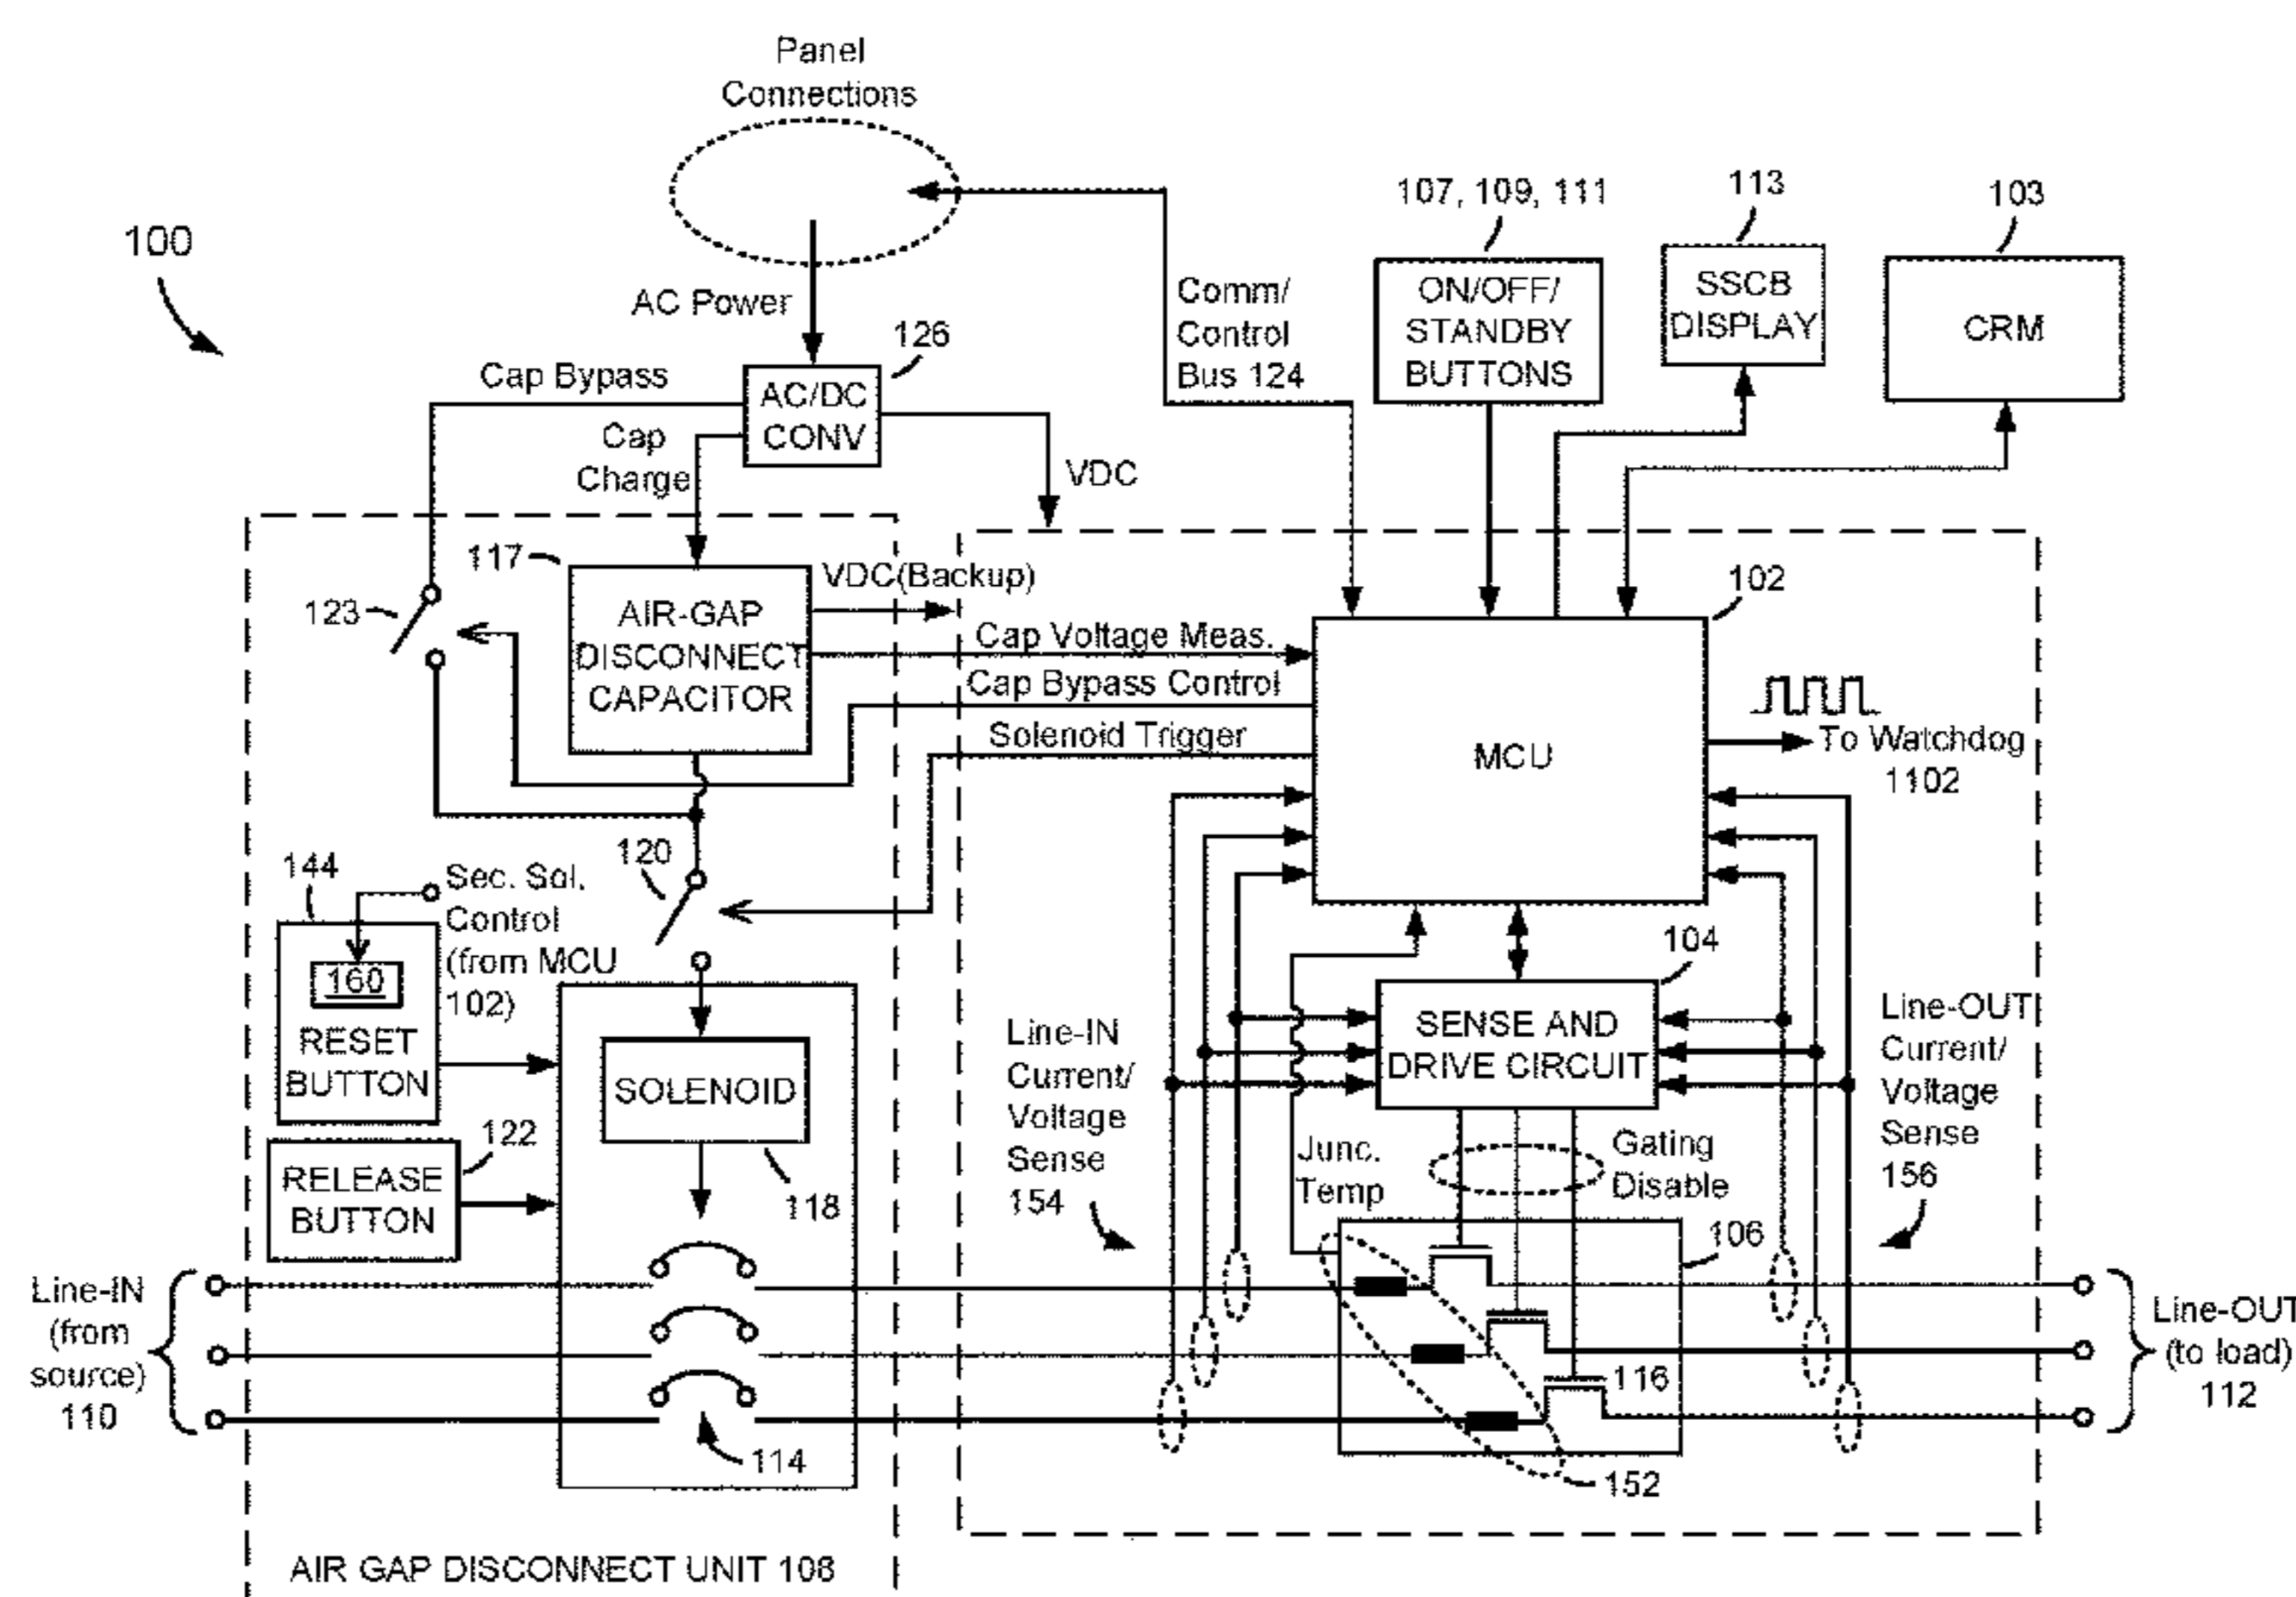 Panel
Connections
100
AC Power
126
Cap Bypass
AC/DC
CONV
Cap
Charge
VDC
Comm/
Control
Bus 124
107, 109, 111
ON/OFF/
STANDBY
BUTTONS
113
SSCB
DISPLAY
103
CRM
117
AIR-GAP
DISCONNECT
CAPACITOR
123
VDC(Backup)
Cap Voltage Meas.
Cap Bypass Control
Solenoid Trigger
102
MCU
To Watchdog
1102
144
Sec. Sol.
Control
(from MCU
102)
160
RESET
BUTTON
120
RELEASE
BUTTON
122
SOLENOID
118
104
SENSE AND
DRIVE CIRCUIT
Line-IN
Current/
Voltage
Sense
154
Junc.
Temp
Gating
Disable
Line-OUT
Current/
Voltage
Sense
156
106
116
152
Line-IN
(from
source)
110
114
Line-OUT
(to load)
112
AIR GAP DISCONNECT UNIT 108